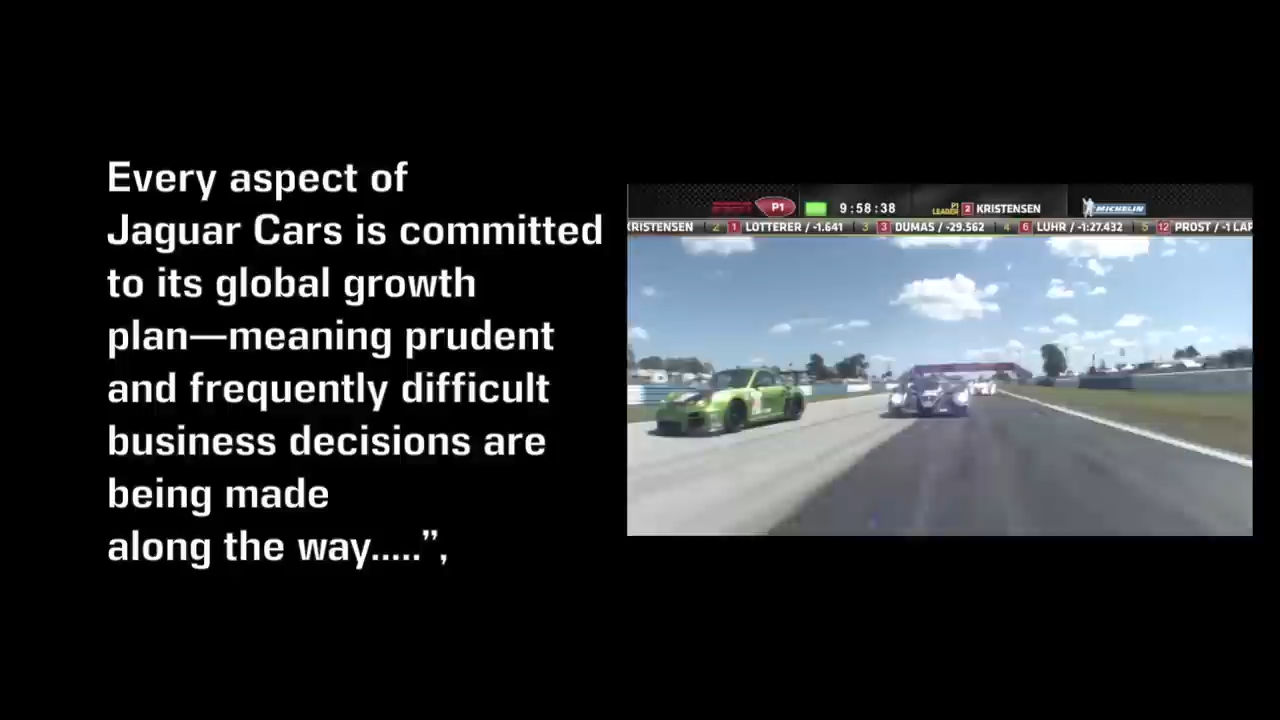 Every aspect of
Jaguar Cars is committed
to its global growth
plan—meaning prudent
and frequently difficult
business decisions are
being made
along the way.....”,
P1 9:58:38 P1 LEADER 2 KRISTENSEN MICHELIN
KRISTENSEN 2 1 LOTTERER / -1.641 3 3 DUMAS / -29.562 4 6 LUHR / -1:27.432 5 12 PROST / -1 LAP